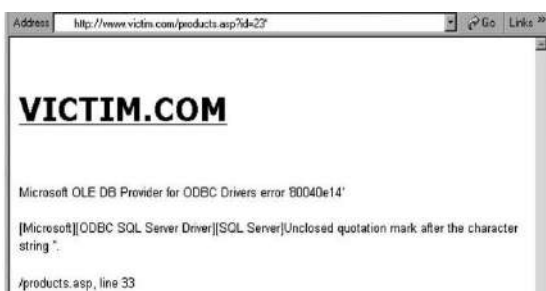 Address http://www.victim.com/products.asp?id=23' Go Links »
VICTIM.COM
Microsoft OLE DB Provider for ODBC Drivers error '80040e14'
[Microsoft][ODBC SQL Server Driver][SQL Server]Unclosed quotation mark after the character
string ''.
/products.asp, line 33